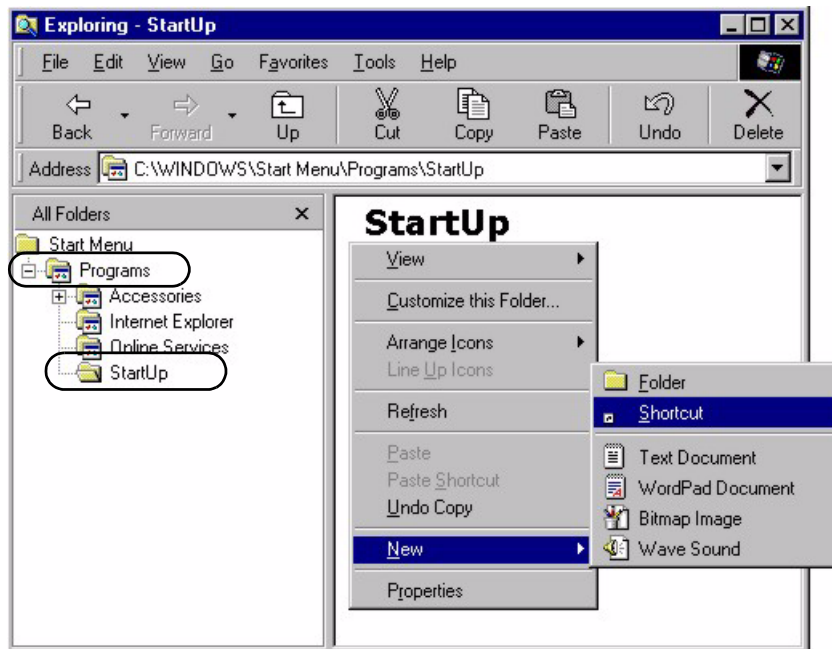 Exploring - StartUp
File Edit View Go Favorites Tools Help
Back Forward Up Cut Copy Paste Undo Delete
Address C:\WINDOWS\Start Menu\Programs\StartUp
All Folders
Start Menu
Programs
Accessories
Internet Explorer
Online Services
StartUp
StartUp
View
Customize this Folder...
Arrange Icons
Line Up Icons
Refresh
Paste
Paste Shortcut
Undo Copy
New
Properties
Folder
Shortcut
Text Document
WordPad Document
Bitmap Image
Wave Sound